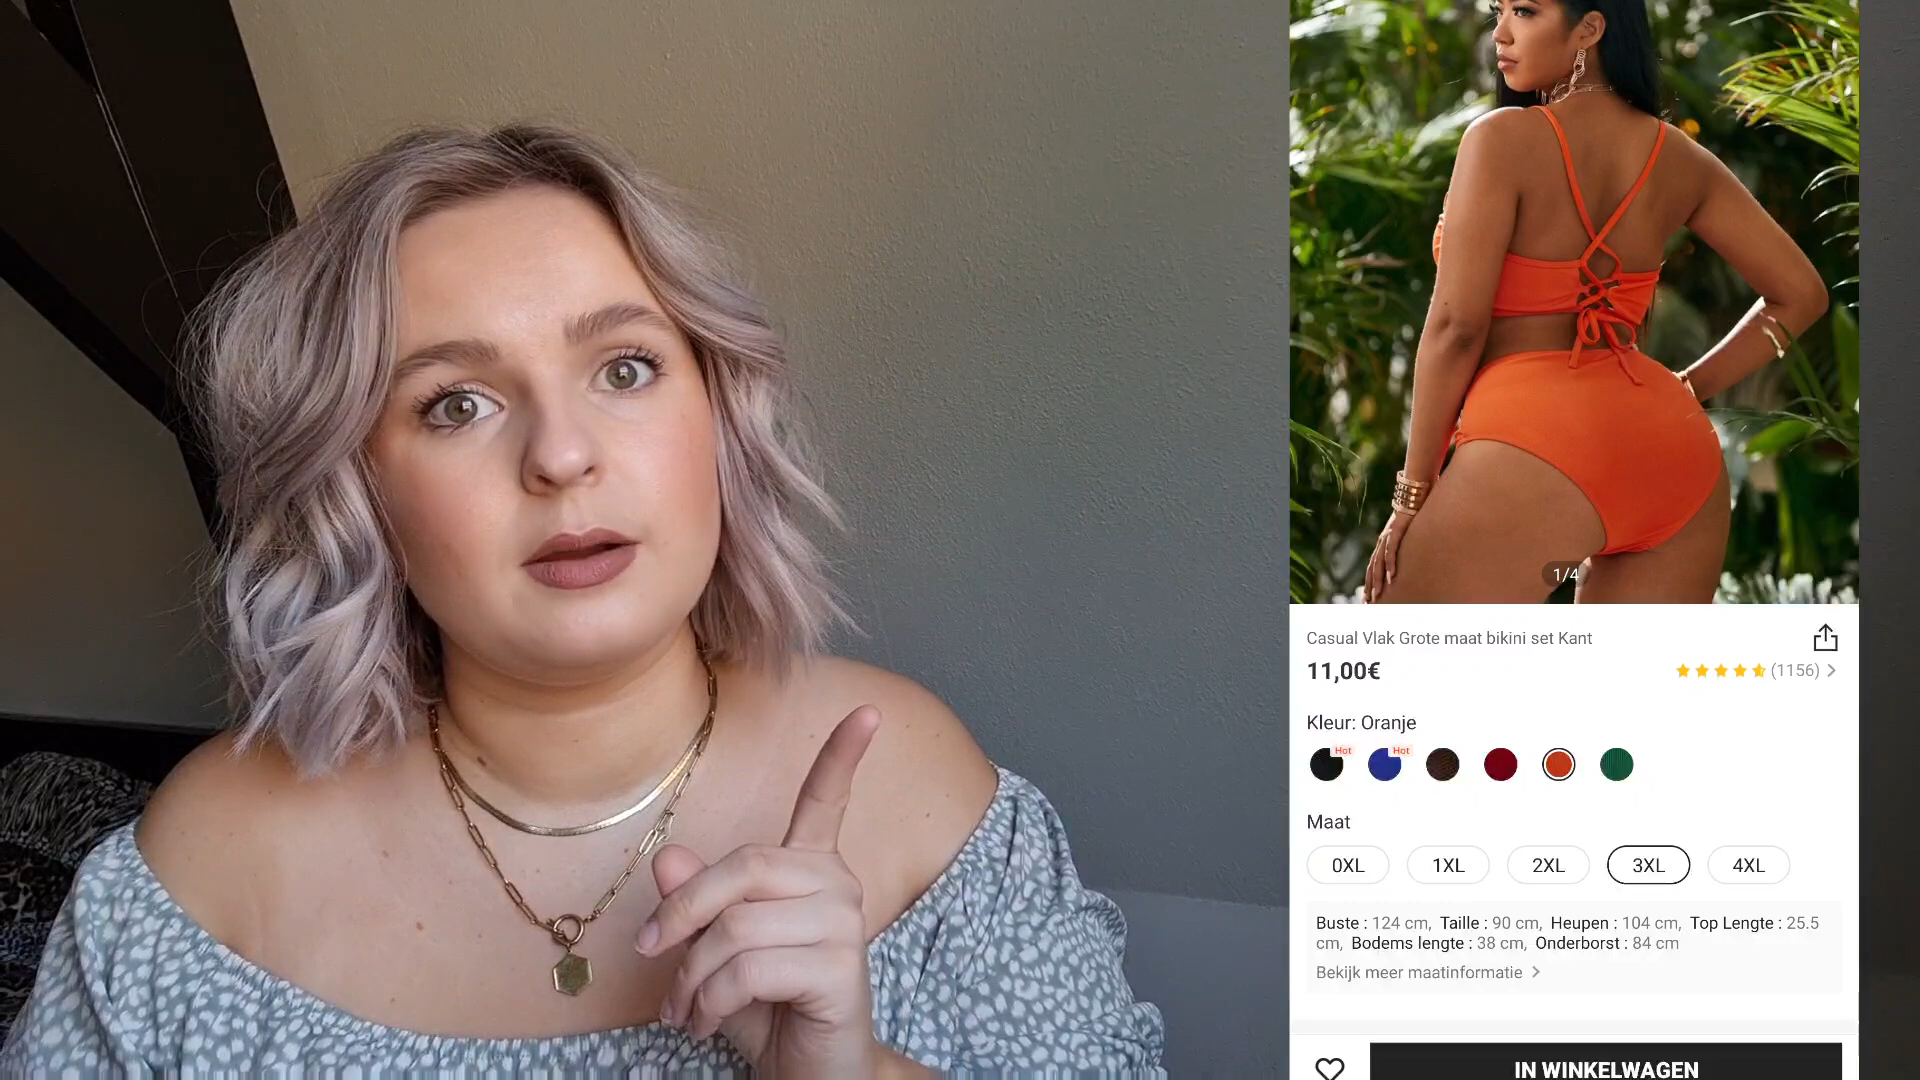 1/4
Casual Vlak Grote maat bikini set Kant
11,00€
(1156)
Kleur: Oranje
Hot
Hot
Maat
0XL
1XL
2XL
3XL
4XL
Buste : 124 cm, Taille : 90 cm, Heupen : 104 cm, Top Lengte : 25.5
cm, Bodems lengte : 38 cm, Onderborst : 84 cm
Bekijk meer maatinformatie
IN WINKELWAGEN